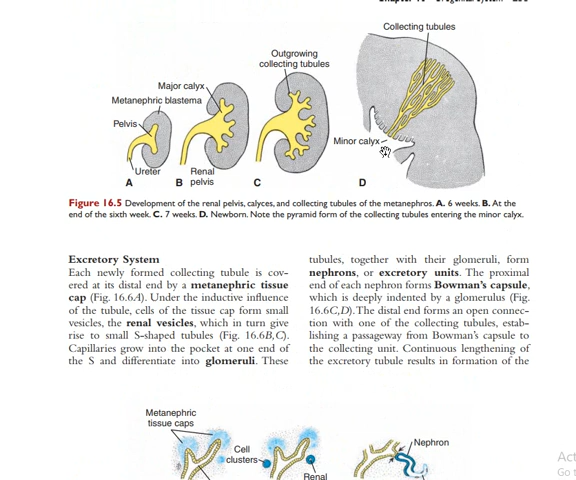 Collecting tubules
Outgrowing
collecting tubules
Major calyx
Metanephric blastema
Pelvis
Minor calyx
Ureter
Renal
pelvis
A
B
C
D
Figure 16.5 Development of the renal pelvis, calyces, and collecting tubules of the metanephros. A. 6 weeks. B. At the
end of the sixth week. C. 7 weeks. D. Newborn. Note the pyramid form of the collecting tubules entering the minor calyx.
Excretory System
Each newly formed collecting tubule is cov-
ered at its distal end by a metanephric tissue
cap (Fig. 16.6A). Under the inductive influence
of the tubule, cells of the tissue cap form small
vesicles, the renal vesicles, which in turn give
rise to small S-shaped tubules (Fig. 16.6B,C).
Capillaries grow into the pocket at one end of
the S and differentiate into glomeruli. These
tubules, together with their glomeruli, form
nephrons, or excretory units. The proximal
end of each nephron forms Bowman's capsule,
which is deeply indented by a glomerulus (Fig.
16.6C,D). The distal end forms an open connec-
tion with one of the collecting tubules, estab-
lishing a passageway from Bowman's capsule to
the collecting unit. Continuous lengthening of
the excretory tubule results in formation of the
Metanephric
tissue caps
Cell
clusters
Nephron
Renal